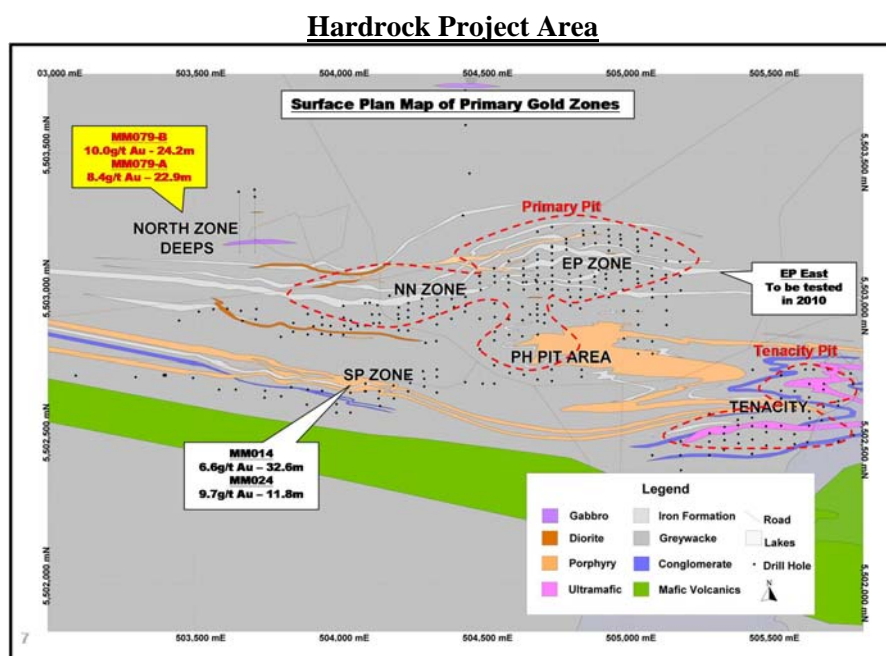 Hardrock Project Area
03,000 mE 503,500 mE 504,000 mE 504,500 mE 505,000 mE 505,500 mE
Surface Plan Map of Primary Gold Zones
5,503,500 mN
5,503,500 mN
MM079-B
10.0g/t Au - 24.2m
MM079-A
8.4g/t Au – 22.9m
NORTH ZONE
DEEPS
Primary Pit
EP ZONE
NN ZONE
EP East
To be tested
in 2010
5,503,000 mN
5,503,000 mN
PH PIT AREA
Tenacity Pit
SP ZONE
TENACITY
5,502,500 mN
5,502,500 mN
MM014
6.6g/t Au – 32.6m
MM024
9.7g/t Au – 11.8m
Legend
Gabbro Iron Formation Road
Diorite Greywacke Lakes
Porphyry Conglomerate Drill Hole
Ultramafic Mafic Volcanics N
5,502,000 mN
5,502,000 mN
7
503,500 mE 504,000 mE 504,500 mE 505,000 mE 505,500 mE